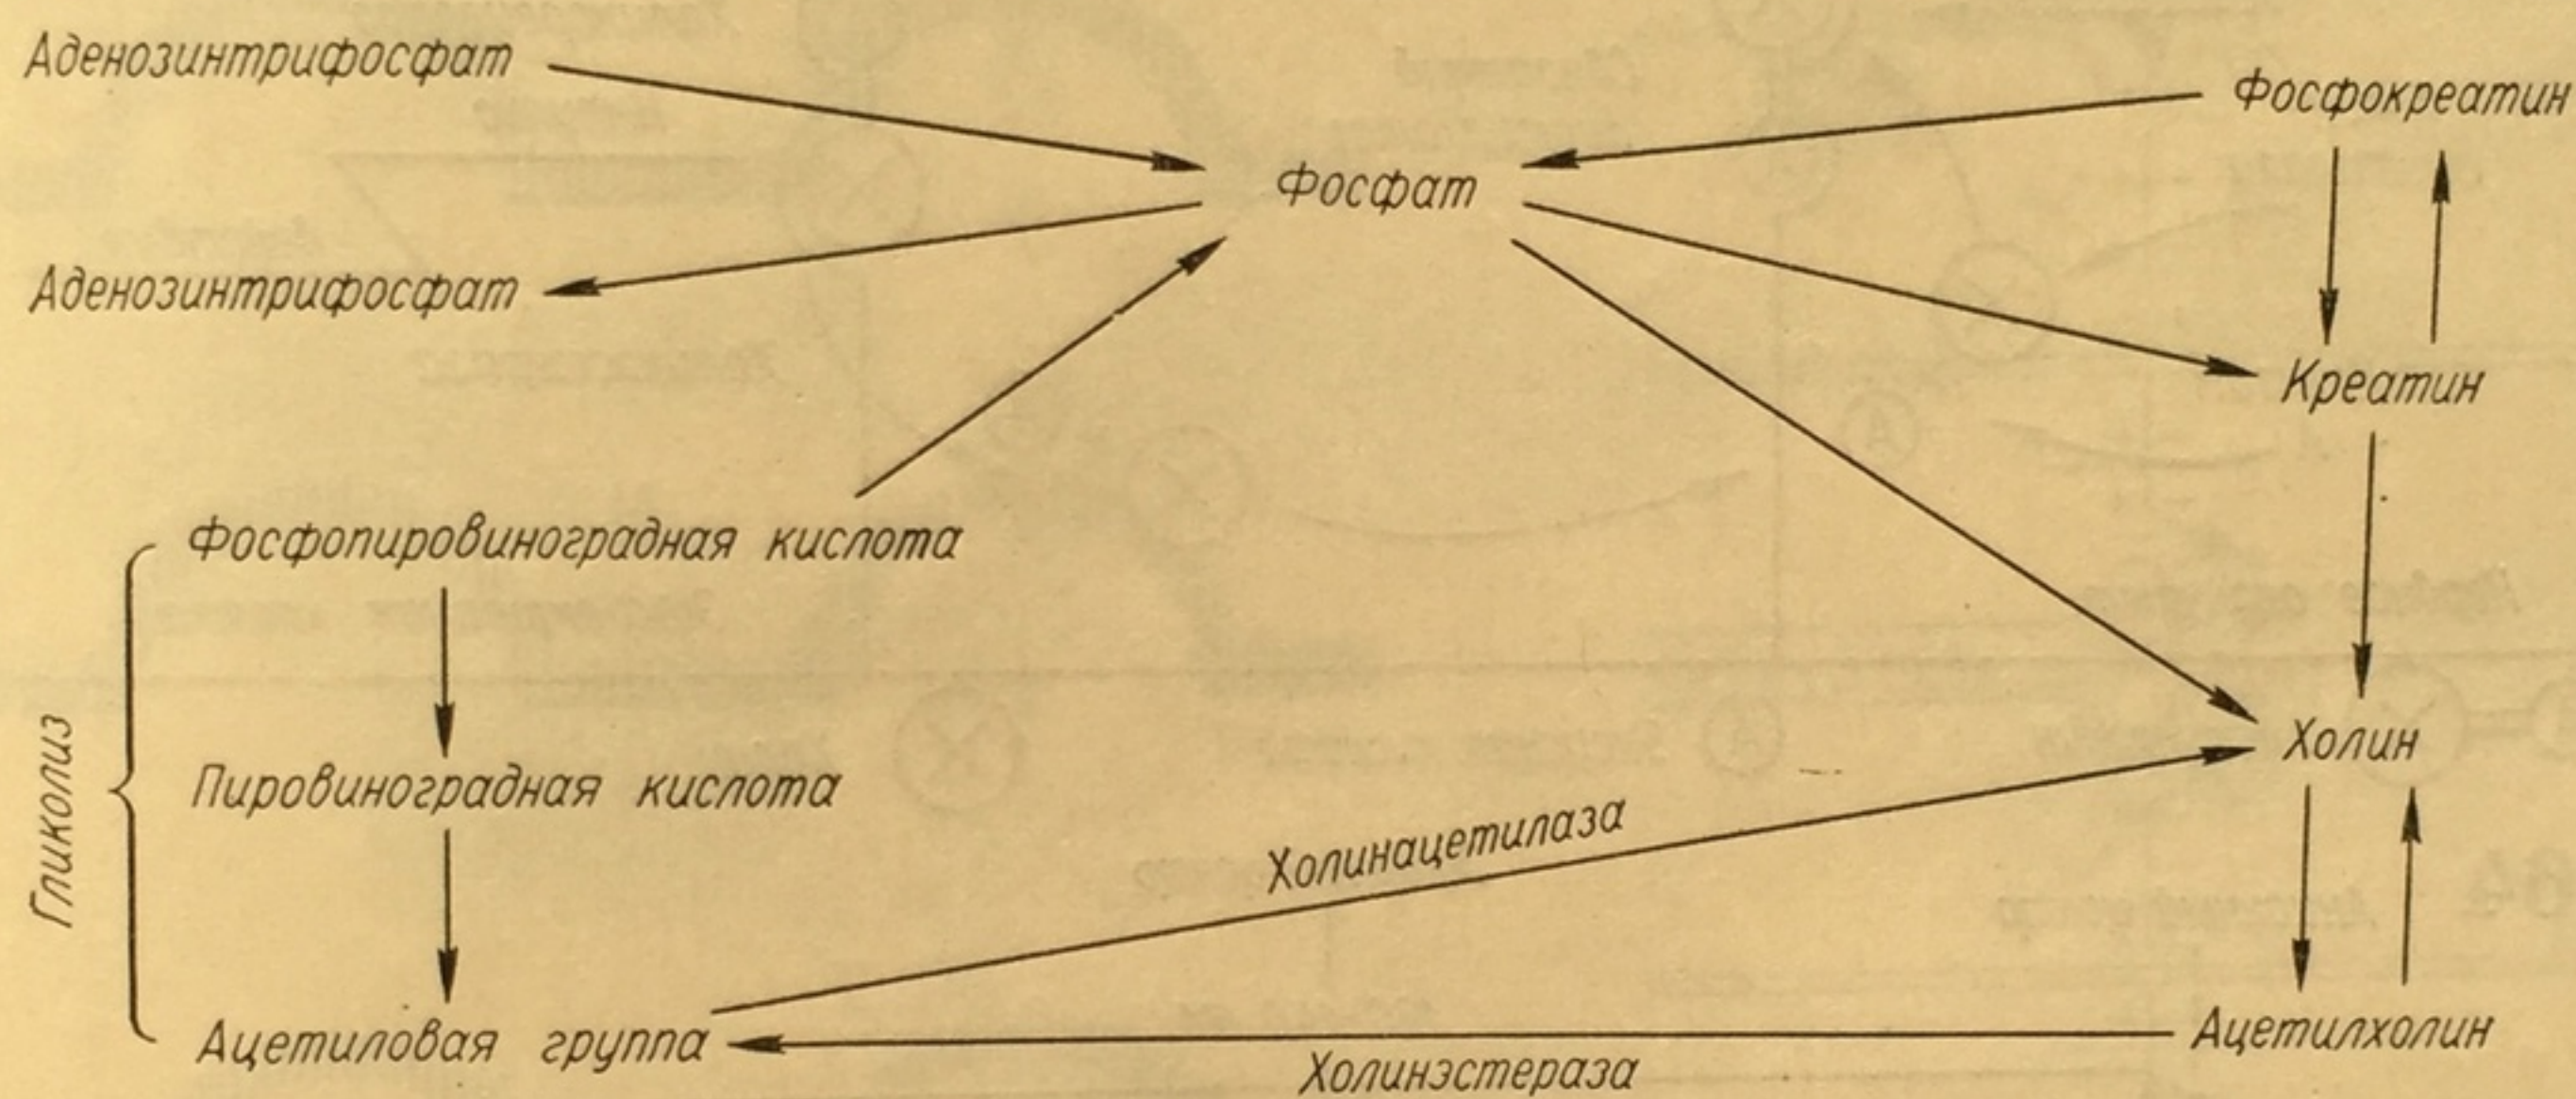 Аденозинтрифосфат
Фосфокреатин
Фосфат
Аденозинтрифосфат
Креатин
Фосфопировиноградная кислота
Гликолиз
Пировиноградная кислота
Холин
Холинацетилаза
Ацетиловая группа
Ацетилхолин
Холинэстераза